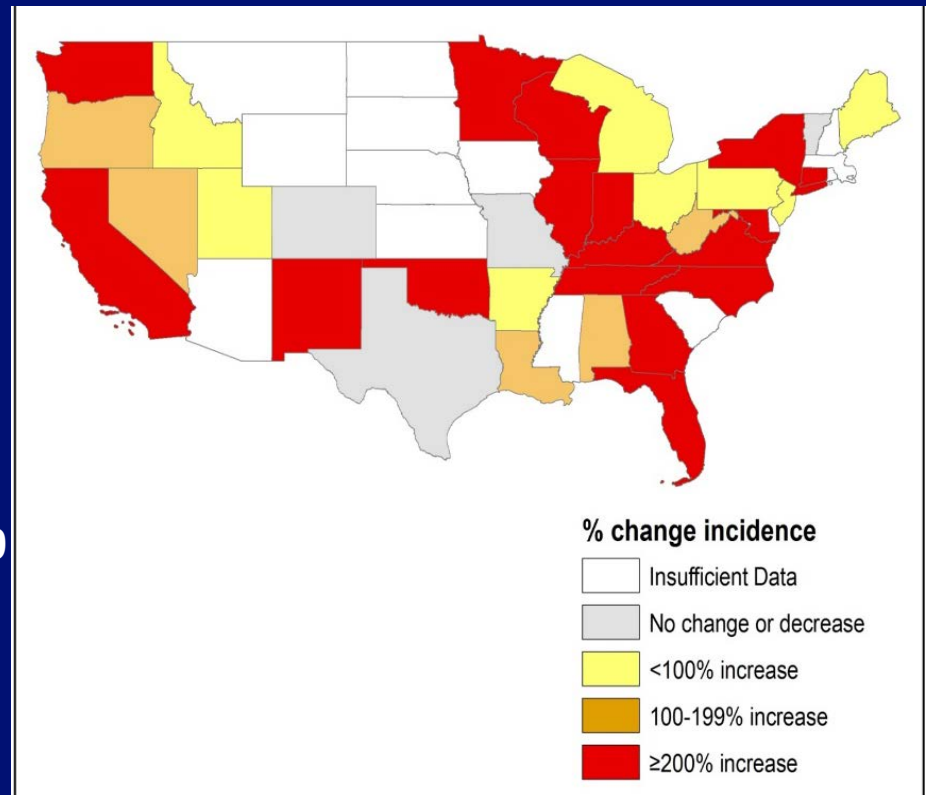 % change incidence
Insufficient Data
No change or decrease
<100% increase
100-199% increase
≥200% increase